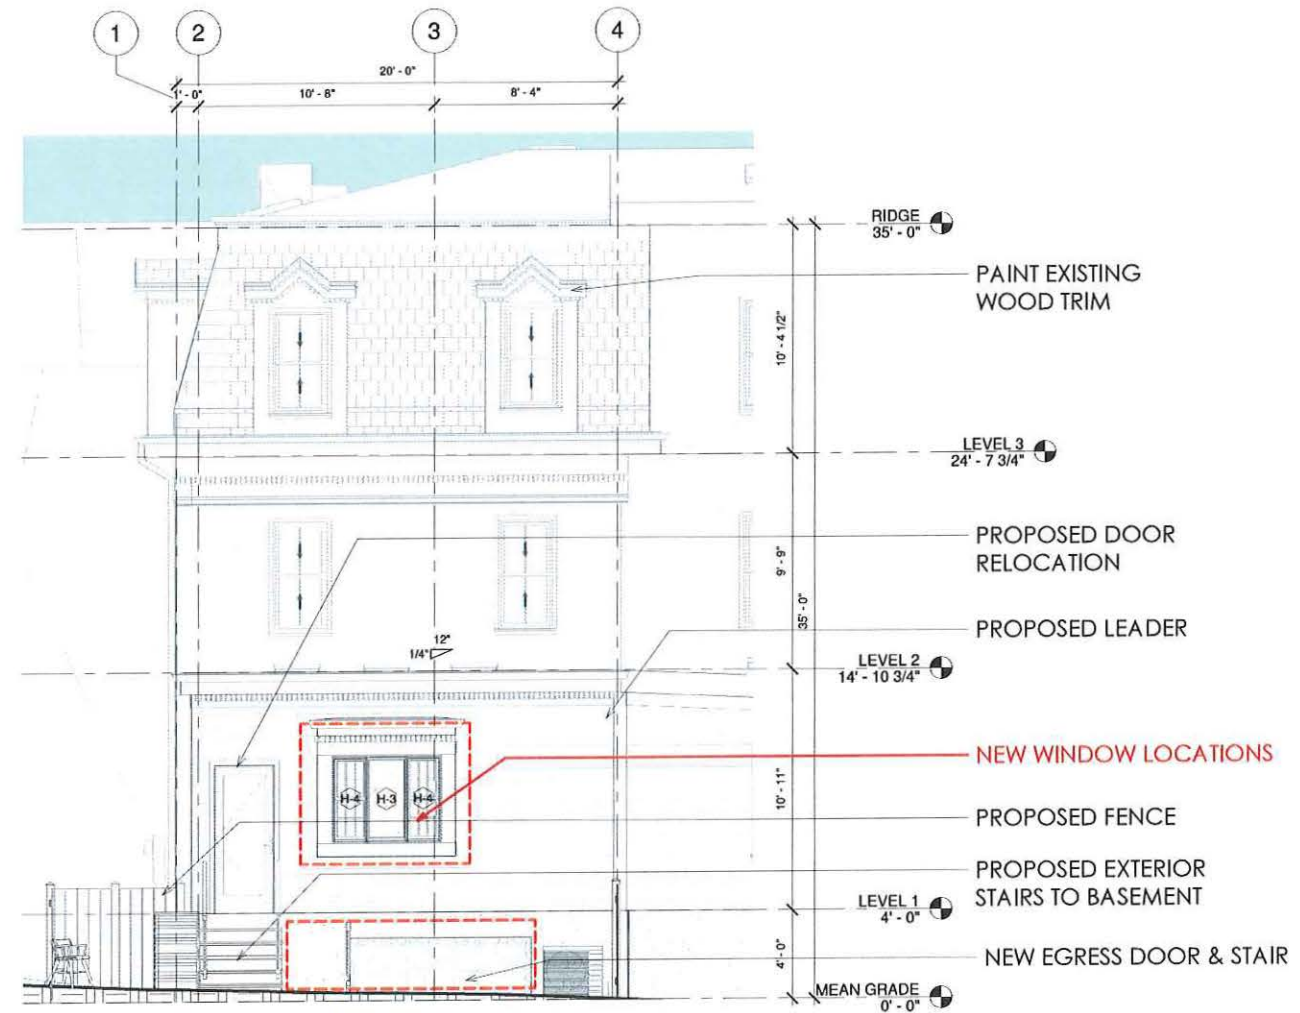 1
2
3
4
20' - 0"
1' - 0"
10' - 8"
8' - 4"
RIDGE
35' - 0"
PAINT EXISTING
WOOD TRIM
10' - 4 1/2"
LEVEL 3
24' - 7 3/4"
PROPOSED DOOR
RELOCATION
9' - 9"
35' - 0"
PROPOSED LEADER
12"
1/4"
LEVEL 2
14' - 10 3/4"
NEW WINDOW LOCATIONS
H-4
H-3
H-4
10' - 11"
PROPOSED FENCE
PROPOSED EXTERIOR
STAIRS TO BASEMENT
LEVEL 1
4' - 0"
4' - 0"
NEW EGRESS DOOR & STAIR
MEAN GRADE
0' - 0"